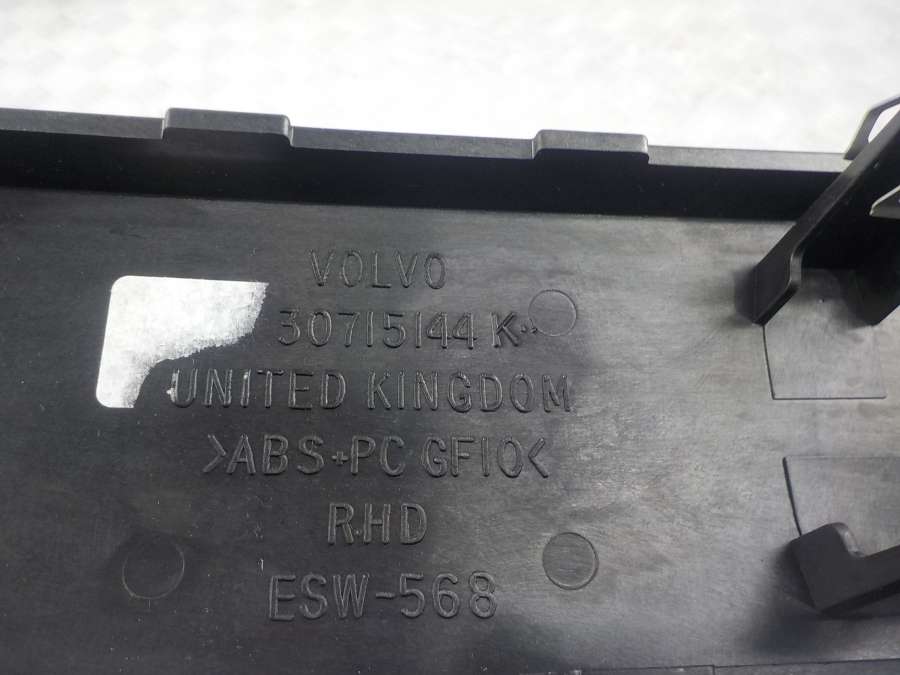 VOLVO
30715144 K
UNITED KINGDOM
>ABS+PC GF10<
RHD
ESW-568